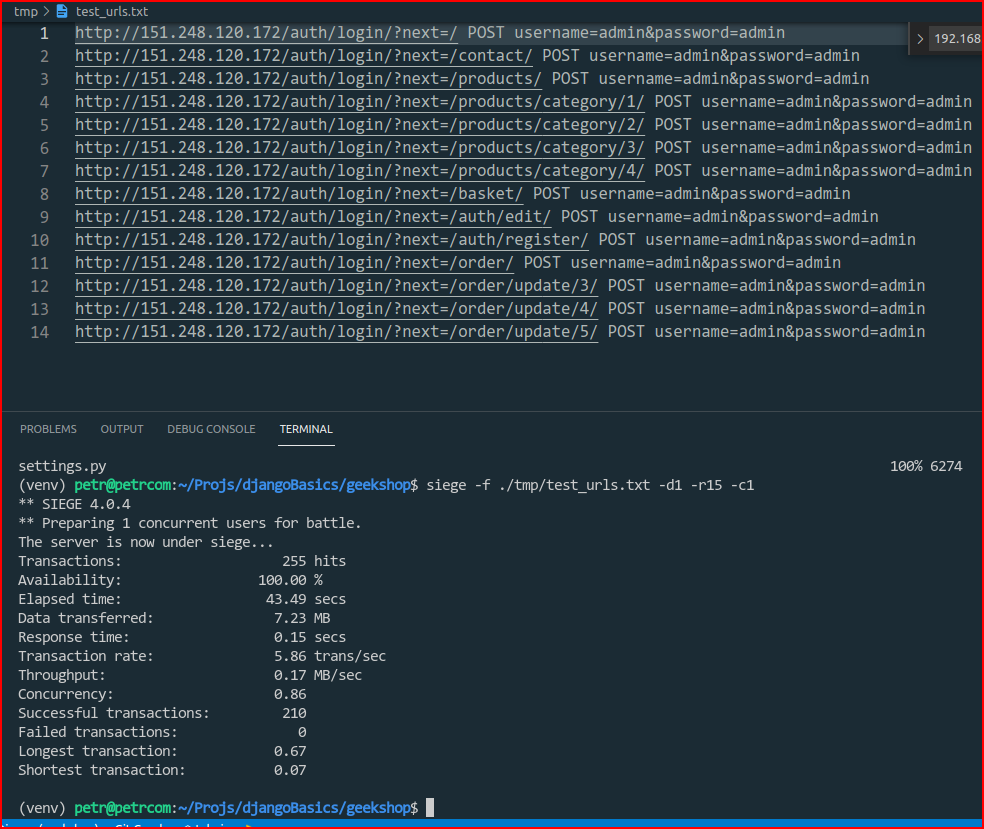 tmp > test_urls.txt
1 http://151.248.120.172/auth/login/?next=/ POST username=admin&password=admin
> 192.168
2 http://151.248.120.172/auth/login/?next=/contact/ POST username=admin&password=admin
3 http://151.248.120.172/auth/login/?next=/products/ POST username=admin&password=admin
4 http://151.248.120.172/auth/login/?next=/products/category/1/ POST username=admin&password=admin
5 http://151.248.120.172/auth/login/?next=/products/category/2/ POST username=admin&password=admin
6 http://151.248.120.172/auth/login/?next=/products/category/3/ POST username=admin&password=admin
7 http://151.248.120.172/auth/login/?next=/products/category/4/ POST username=admin&password=admin
8 http://151.248.120.172/auth/login/?next=/basket/ POST username=admin&password=admin
9 http://151.248.120.172/auth/login/?next=/auth/edit/ POST username=admin&password=admin
10 http://151.248.120.172/auth/login/?next=/auth/register/ POST username=admin&password=admin
11 http://151.248.120.172/auth/login/?next=/order/ POST username=admin&password=admin
12 http://151.248.120.172/auth/login/?next=/order/update/3/ POST username=admin&password=admin
13 http://151.248.120.172/auth/login/?next=/order/update/4/ POST username=admin&password=admin
14 http://151.248.120.172/auth/login/?next=/order/update/5/ POST username=admin&password=admin
PROBLEMS OUTPUT DEBUG CONSOLE TERMINAL
settings.py 100% 6274
(venv) petr@petrcom:~/Projs/djangoBasics/geekshop$ siege -f ./tmp/test_urls.txt -d1 -r15 -c1
** SIEGE 4.0.4
** Preparing 1 concurrent users for battle.
The server is now under siege...
Transactions: 255 hits
Availability: 100.00 %
Elapsed time: 43.49 secs
Data transferred: 7.23 MB
Response time: 0.15 secs
Transaction rate: 5.86 trans/sec
Throughput: 0.17 MB/sec
Concurrency: 0.86
Successful transactions: 210
Failed transactions: 0
Longest transaction: 0.67
Shortest transaction: 0.07
(venv) petr@petrcom:~/Projs/djangoBasics/geekshop$